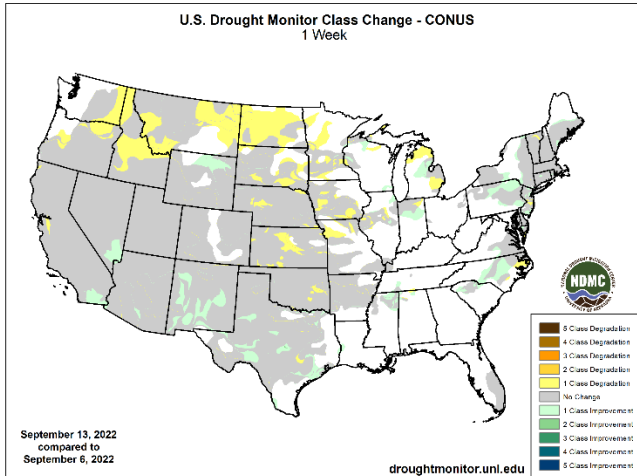 U.S. Drought Monitor Class Change - CONUS
1 Week
NDMC
5 Class Degradation
4 Class Degradation
3 Class Degradation
2 Class Degradation
1 Class Degradation
No Change
1 Class Improvement
2 Class Improvement
3 Class Improvement
4 Class Improvement
5 Class Improvement
September 13, 2022
compared to
September 6, 2022
droughtmonitor.unl.edu